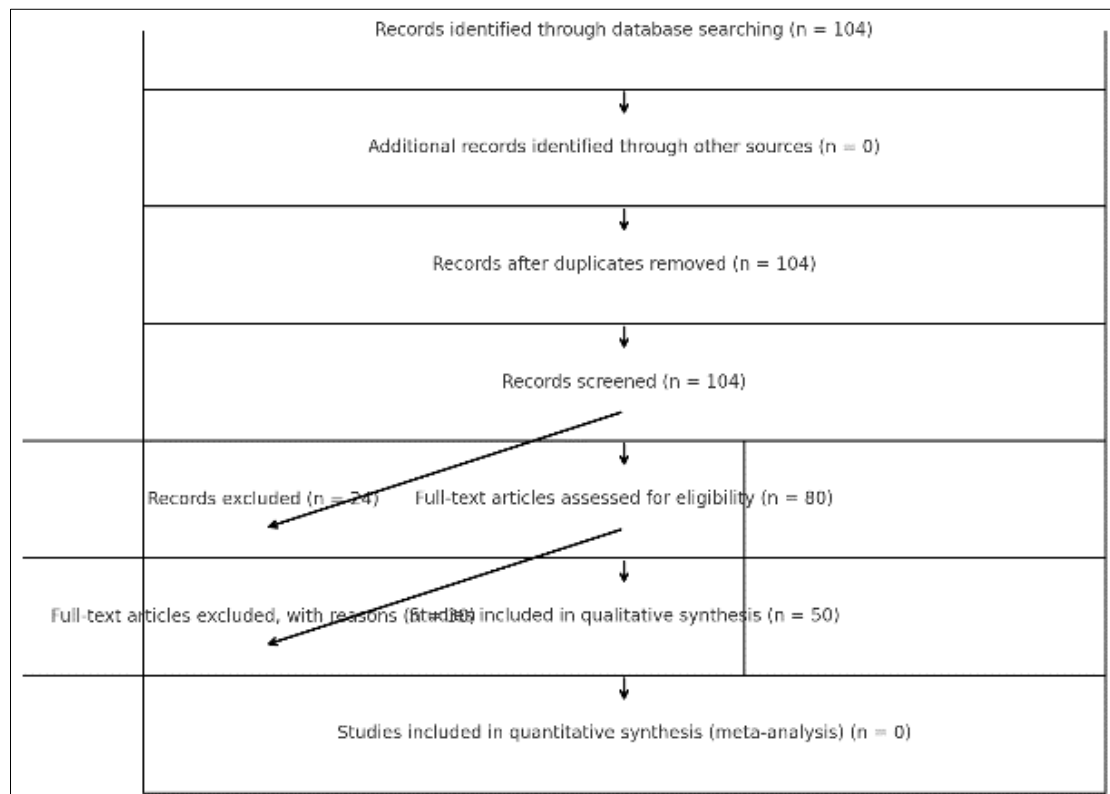 Records identified through database searching (n = 104)
Additional records identified through other sources (n = 0)
Records after duplicates removed (n = 104)
Records screened (n = 104)
Records excluded (n = 24)
Full-text articles assessed for eligibility (n = 80)
Full-text articles excluded, with reasons (n = 30)
Studies included in qualitative synthesis (n = 50)
Studies included in quantitative synthesis (meta-analysis) (n = 0)